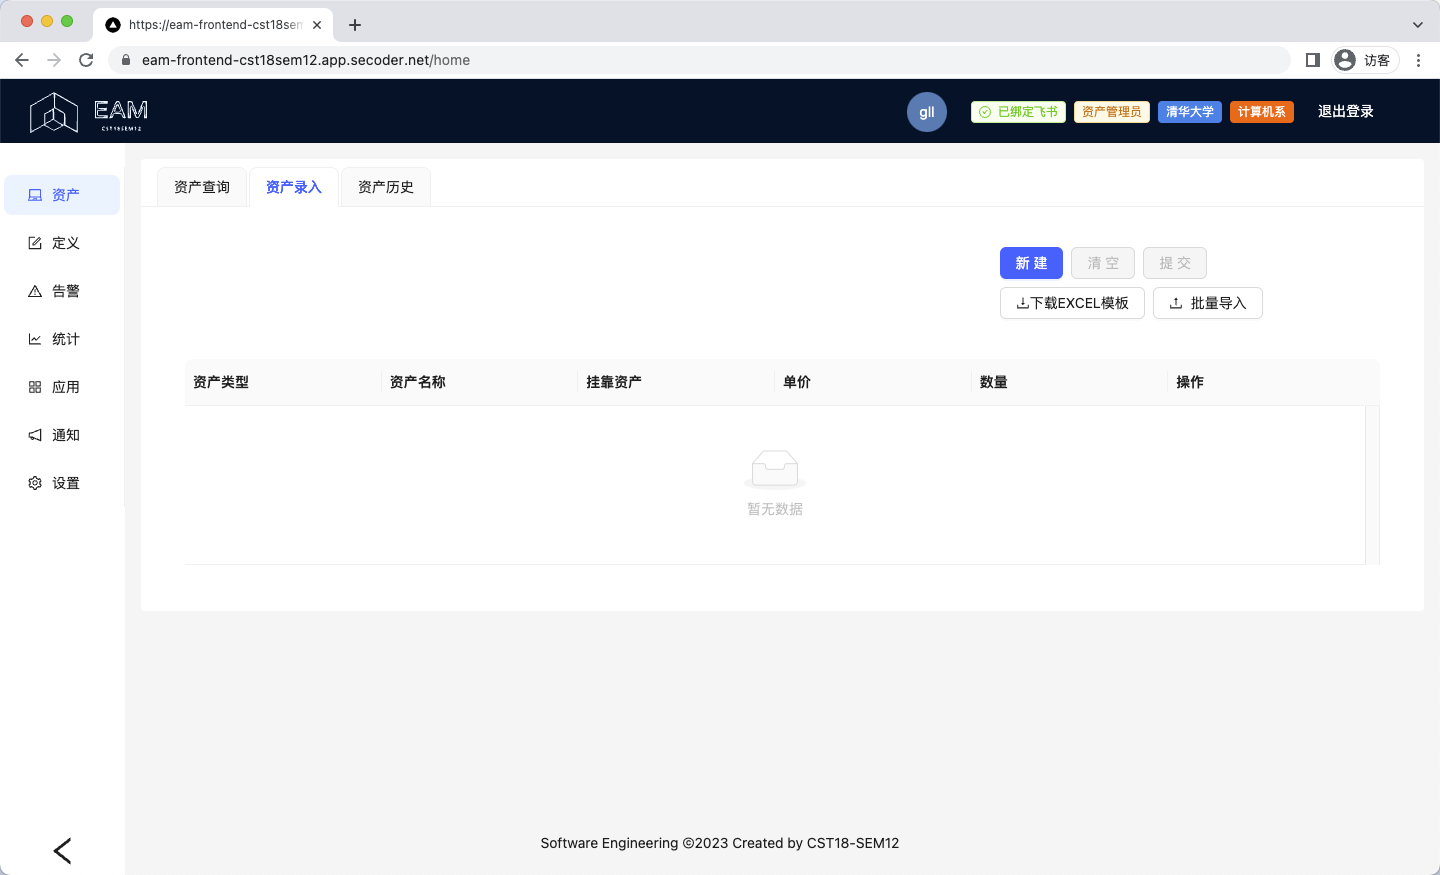 https://eam-frontend-cst18sem
eam-frontend-cst18sem12.app.secoder.net/home
访客
EAM
CST18SEM12
gll
已绑定飞书
资产管理员
清华大学
计算机系
退出登录
资产
定义
告警
统计
应用
通知
设置
资产查询
资产录入
资产历史
新 建
清 空
提 交
下载EXCEL模板
批量导入
资产类型
资产名称
挂靠资产
单价
数量
操作
暂无数据
Software Engineering ©2023 Created by CST18-SEM12